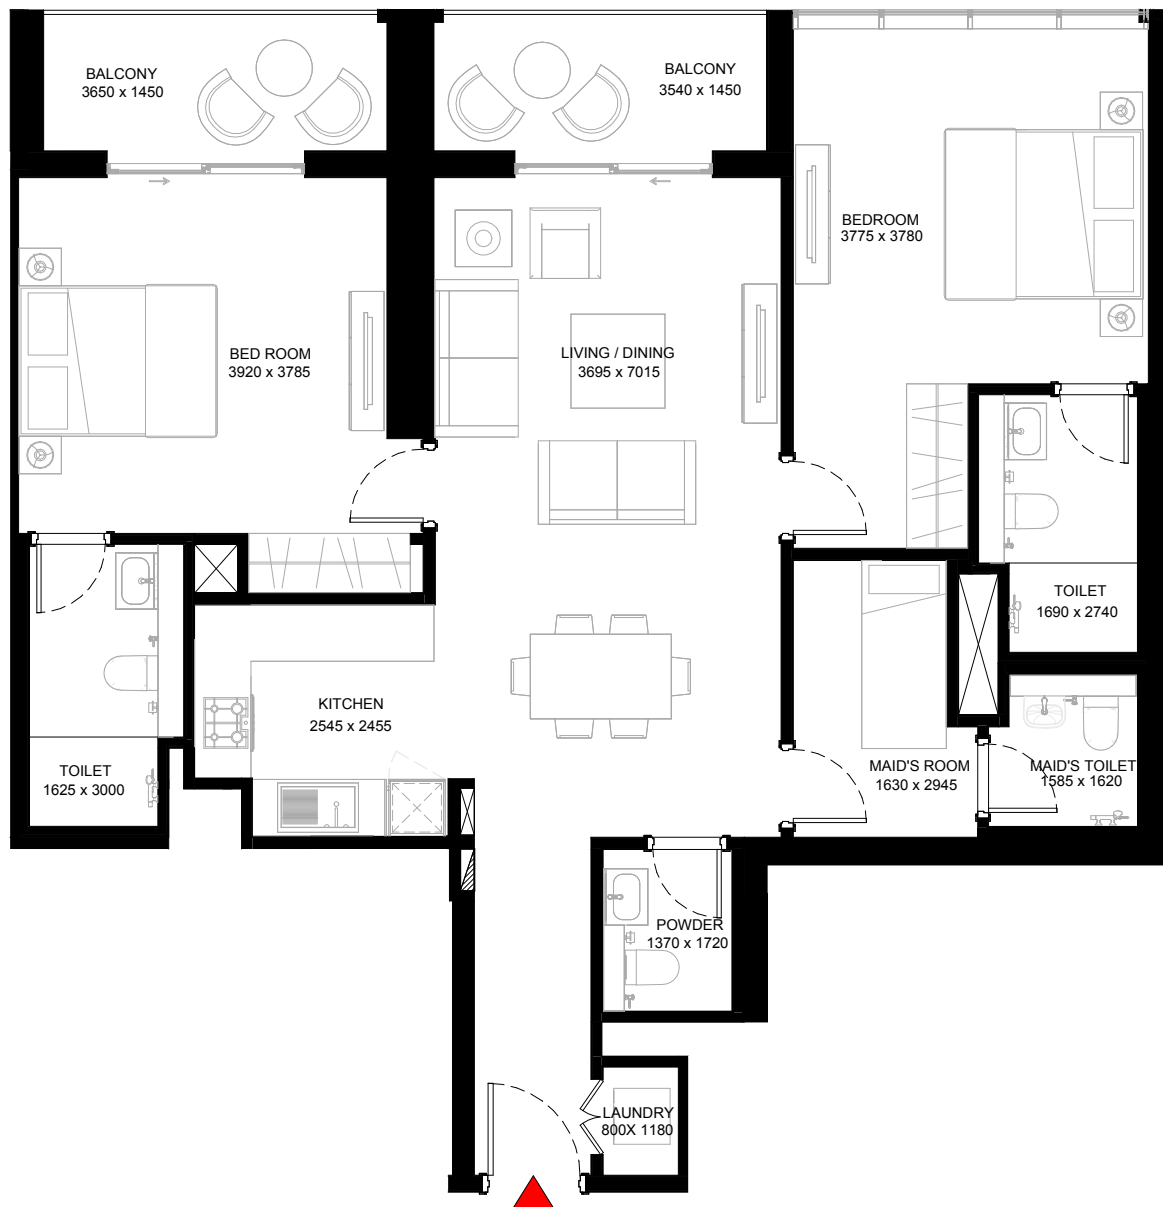 BALCONY
3650 x 1450
BALCONY
3540 x 1450
BEDROOM
3775 x 3780
BED ROOM
3920 x 3785
LIVING / DINING
3695 x 7015
TOILET
1690 x 2740
KITCHEN
2545 x 2455
TOILET
1625 x 3000
MAID'S ROOM
1630 x 2945
MAID'S TOILET
1585 x 1620
POWDER
1370 x 1720
LAUNDRY
800X 1180